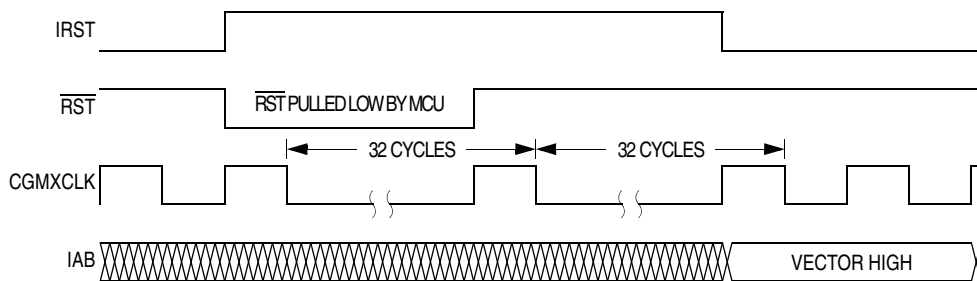 IRST
RST
RST PULLED LOW BY MCU
32 CYCLES
32 CYCLES
CGMXCLK
IAB
VECTOR HIGH